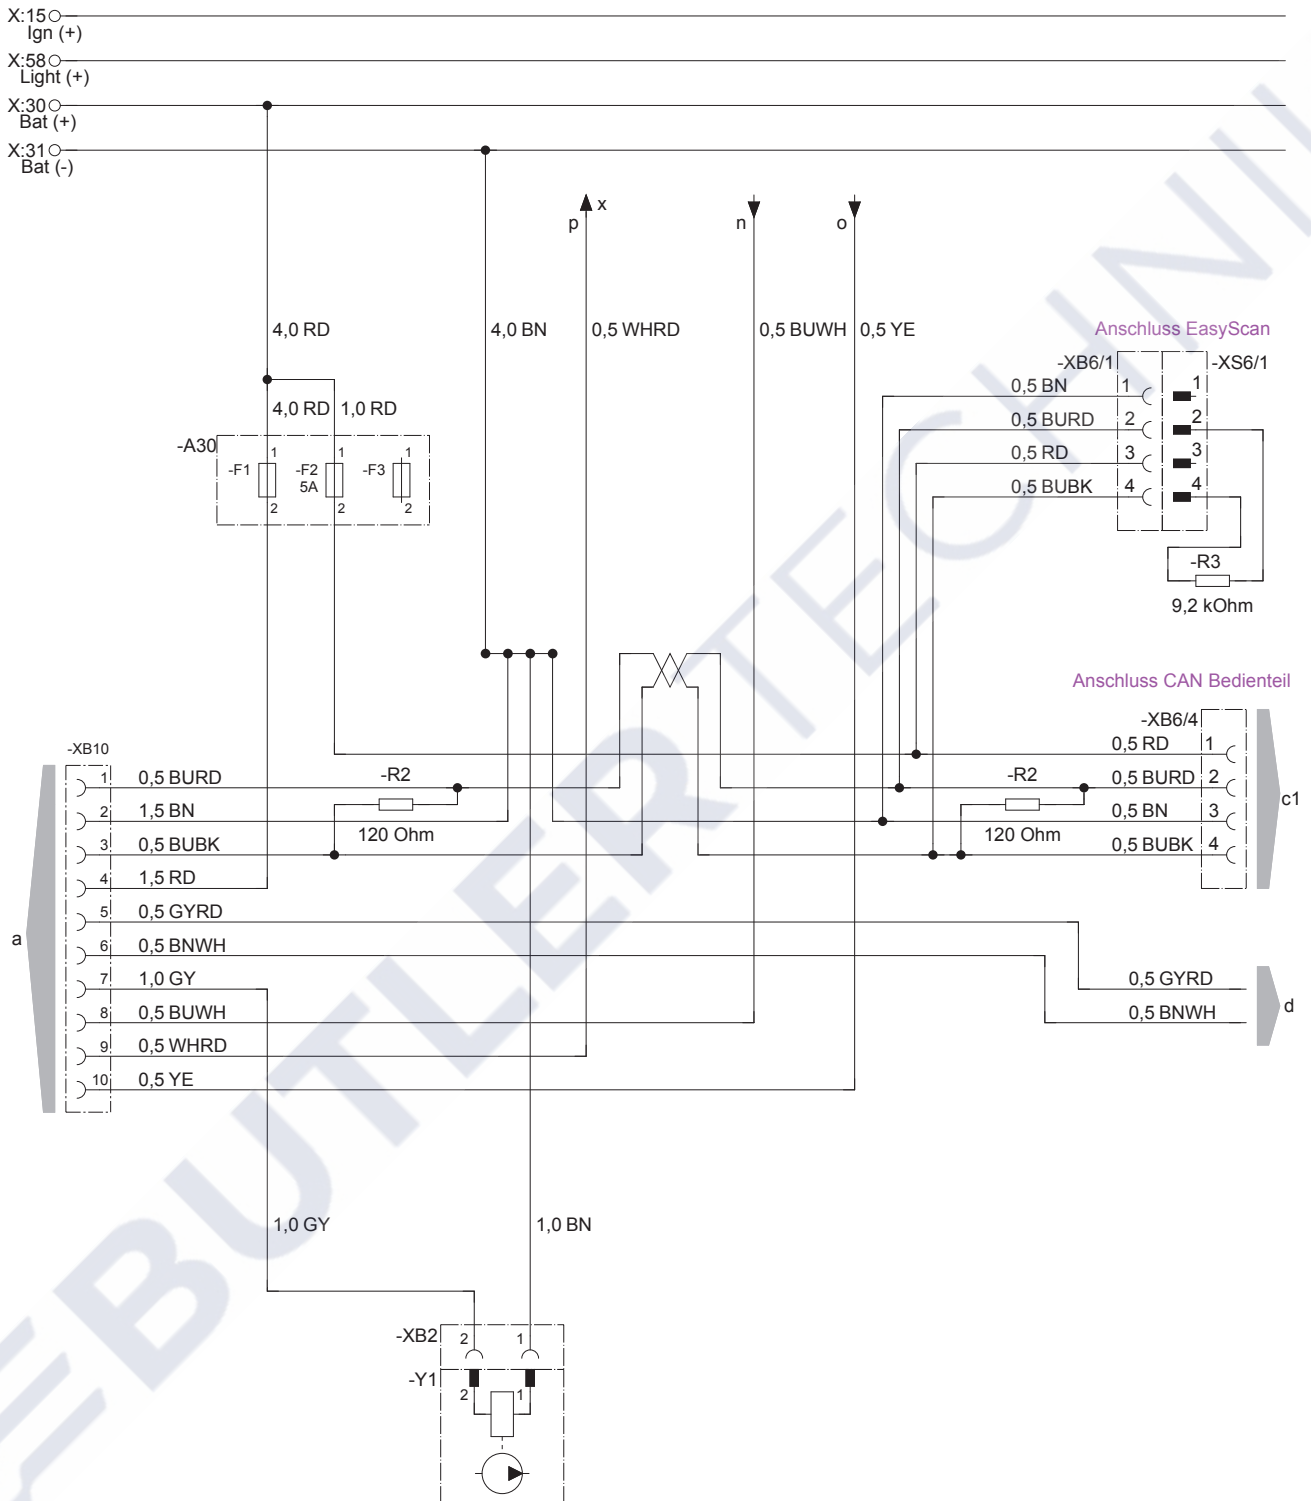 X:15
Ign (+)
X:58
Light (+)
X:30
Bat (+)
X:31
Bat (-)
x
p
n
o
4,0 RD
4,0 BN
0,5 WHRD
0,5 BUWH
0,5 YE
Anschluss EasyScan
-XB6/1
-XS6/1
0,5 BN
1
1
0,5 BURD
2
2
0,5 RD
3
3
0,5 BUBK
4
4
-R3
9,2 kOhm
4,0 RD
1,0 RD
-A30
1
1
1
-F1
-F2
5A
-F3
2
2
2
Anschluss CAN Bedienteil
-XB6/4
0,5 RD
1
0,5 BURD
2
0,5 BN
3
0,5 BUBK
4
c1
-R2
120 Ohm
-XB10
1
0,5 BURD
-R2
2
1,5 BN
120 Ohm
3
0,5 BUBK
4
1,5 RD
5
0,5 GYRD
a
6
0,5 BNWH
7
1,0 GY
8
0,5 BUWH
9
0,5 WHRD
10
0,5 YE
0,5 GYRD
0,5 BNWH
d
1,0 GY
1,0 BN
-XB2
2
1
-Y1
2
1
EBUTLER TECHNI